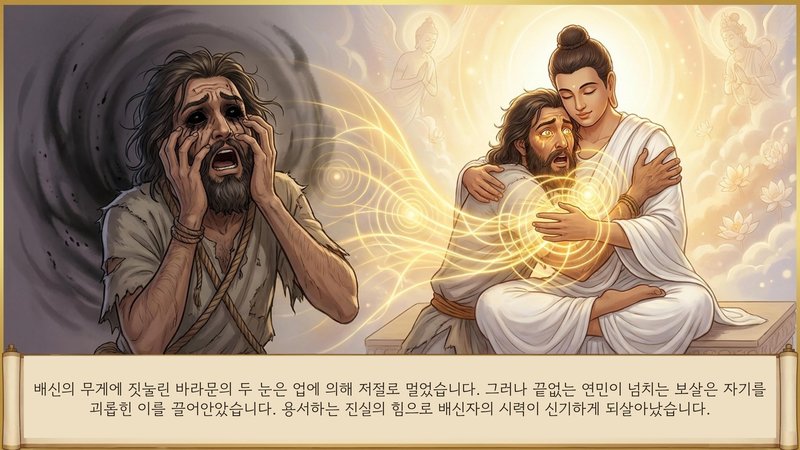 배신의 무게에 짓눌린 바라문의 두 눈은 업에 의해 저절로 멀었습니다. 그러나 끝없는 연민이 넘치는 보살은 자기를
괴롭힌 이를 끌어안았습니다. 용서하는 진실의 힘으로 배신자의 시력이 신기하게 되살아났습니다.